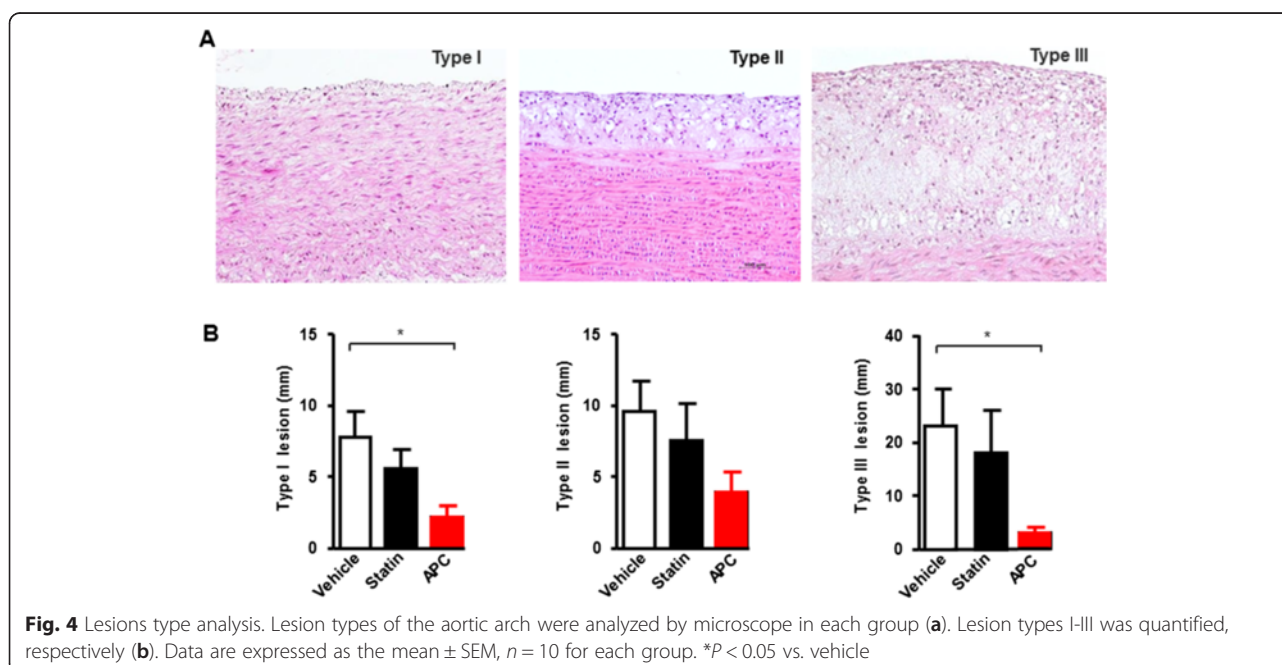 A
Type I
Type II
Type III
B
15
10
5
0
Type I lesion (mm)
*
Vehicle
Statin
APC
15
10
5
0
Type II lesion (mm)
Vehicle
Statin
APC
40
30
20
10
0
Type III lesion (mm)
*
Vehicle
Statin
APC
Fig. 4 Lesions type analysis. Lesion types of the aortic arch were analyzed by microscope in each group (a). Lesion types I-III was quantified,
respectively (b). Data are expressed as the mean ± SEM, n = 10 for each group. *P < 0.05 vs. vehicle